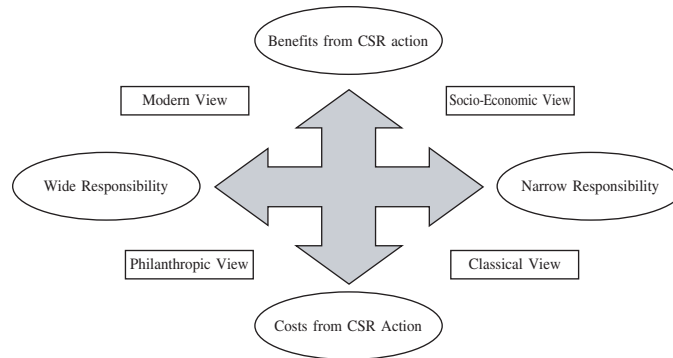 Benefits from CSR action
Modern View
Socio-Economic View
Wide Responsibility
Narrow Responsibility
Philanthropic View
Classical View
Costs from CSR Action